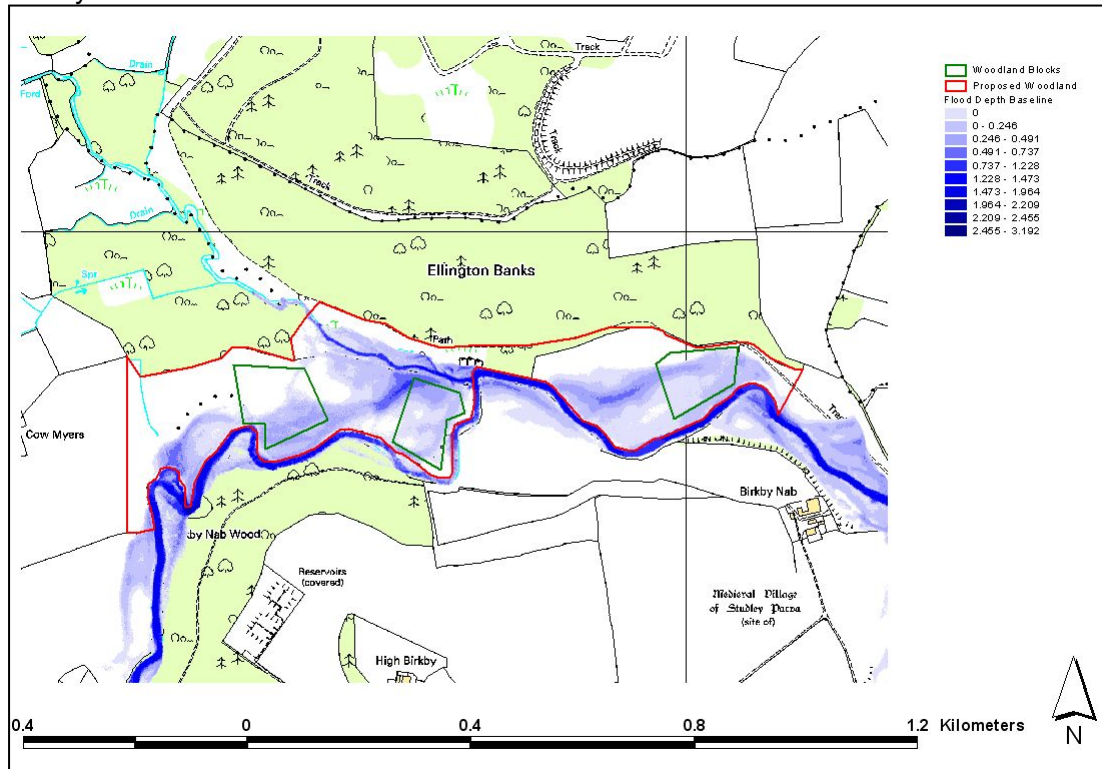 Drain
Ford
Track
Track
Track
Drain
Spr
Ellington Banks
Path
Cow Myers
by Nab Wood
Reservoirs
(covered)
High Birkby
Birkby Nab
Medieval Village
of Studley Parva
(site of)
Woodland Blocks
Proposed Woodland
Flood Depth Baseline
0
0 - 0.246
0.246 - 0.491
0.491 - 0.737
0.737 - 1.228
1.228 - 1.473
1.473 - 1.964
1.964 - 2.209
2.209 - 2.455
2.455 - 3.192
0.4 0 0.4 0.8 1.2 Kilometers
N